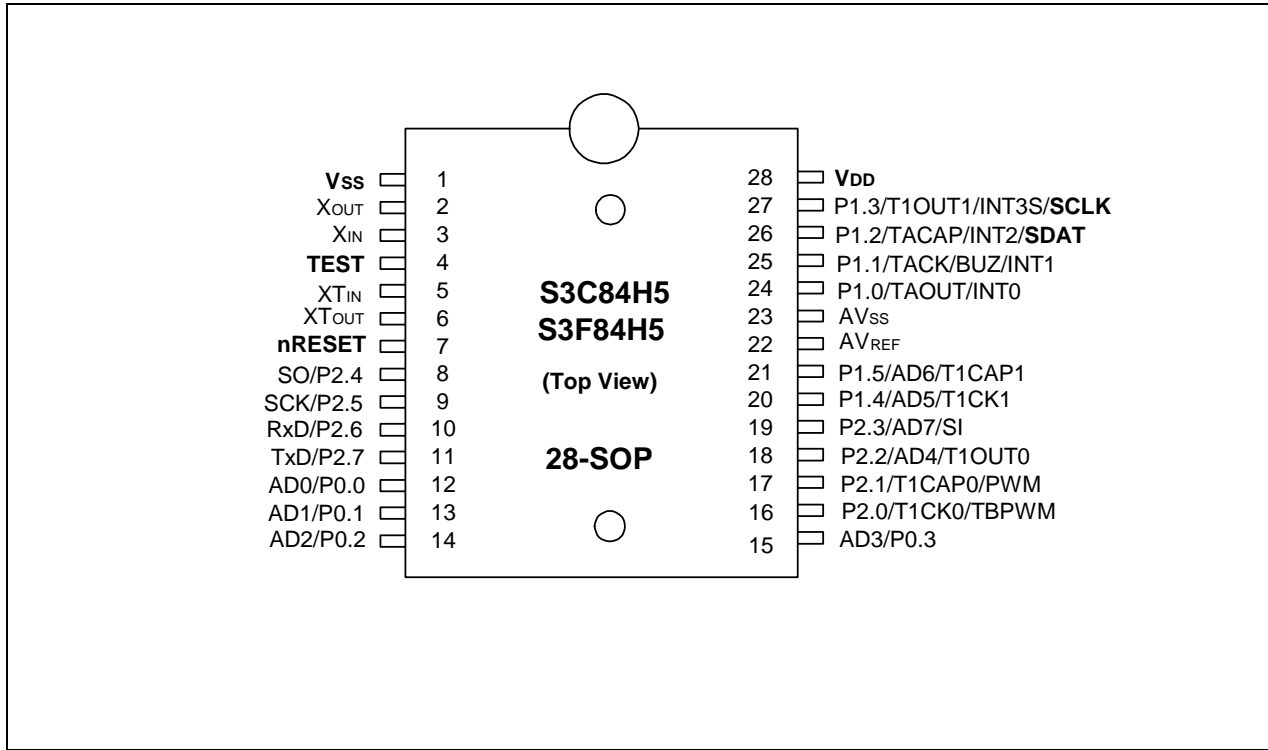 Vss 1 28 VDD
XOUT 2 27 P1.3/T1OUT1/INT3S/SCLK
XIN 3 26 P1.2/TACAP/INT2/SDAT
TEST 4 25 P1.1/TACK/BUZ/INT1
XTIN 5 24 P1.0/TAOUT/INT0
XTOUT 6 23 AVss
nRESET 7 22 AVREF
SO/P2.4 8 21 P1.5/AD6/T1CAP1
SCK/P2.5 9 20 P1.4/AD5/T1CK1
RxD/P2.6 10 19 P2.3/AD7/SI
TxD/P2.7 11 18 P2.2/AD4/T1OUT0
AD0/P0.0 12 17 P2.1/T1CAP0/PWM
AD1/P0.1 13 16 P2.0/T1CK0/TBPWM
AD2/P0.2 14 15 AD3/P0.3
S3C84H5
S3F84H5
(Top View)
28-SOP